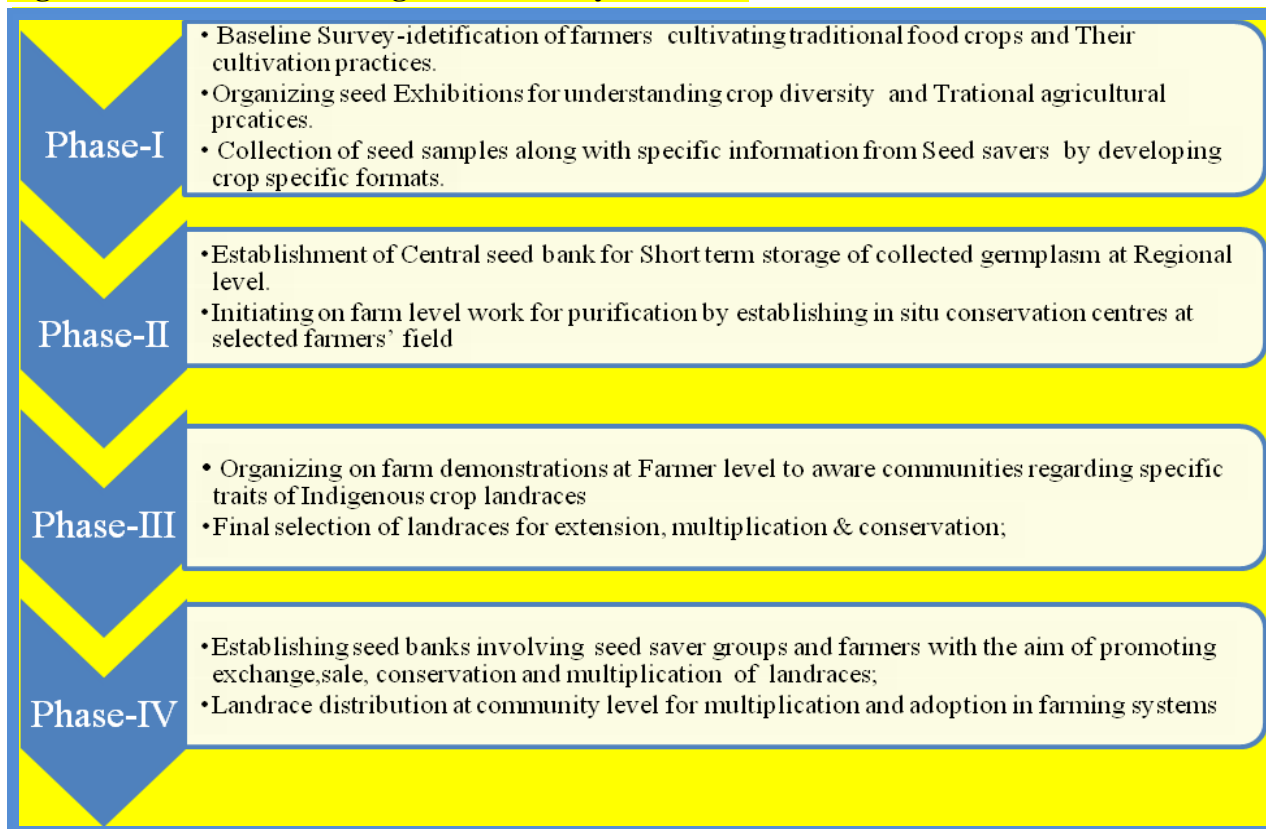 Phase-I
• Baseline Survey-idetification of farmers cultivating traditional food crops and Their
cultivation practices.
•Organizing seed Exhibitions for understanding crop diversity and Trational agricultural
prcatices.
• Collection of seed samples along with specific information from Seed savers by developing
crop specific formats.
Phase-II
•Establishment of Central seed bank for Short term storage of collected germplasm at Regional
level.
•Initiating on farm level work for purification by establishing in situ conservation centres at
selected farmers' field
Phase-III
• Organizing on farm demonstrations at Farmer level to aware communities regarding specific
traits of Indigenous crop landraces
•Final selection of landraces for extension, multiplication & conservation;
Phase-IV
•Establishing seed banks involving seed saver groups and farmers with the aim of promoting
exchange,sale, conservation and multiplication of landraces;
•Landrace distribution at community level for multiplication and adoption in farming systems